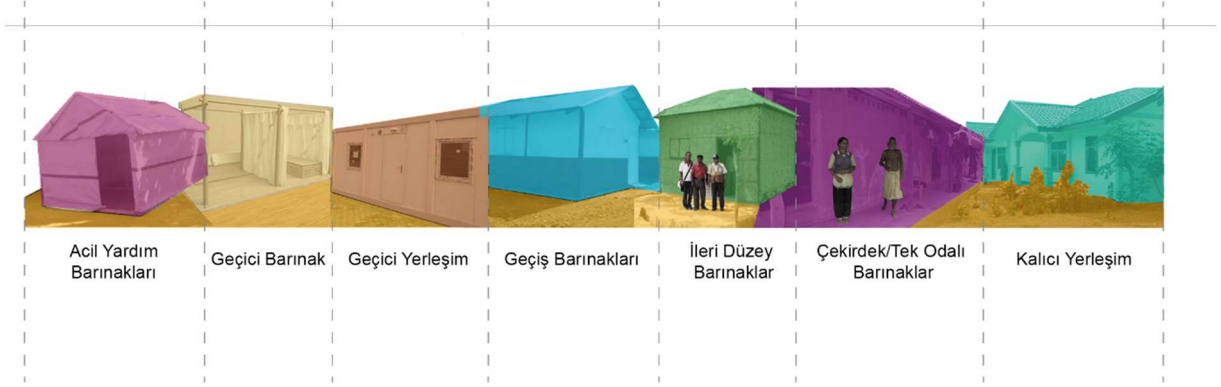 Acil Yardım
Barınakları
Geçici Barınak
Geçici Yerleşim
Geçiş Barınakları
İleri Düzey
Barınaklar
Çekirdek/Tek Odalı
Barınaklar
Kalıcı Yerleşim